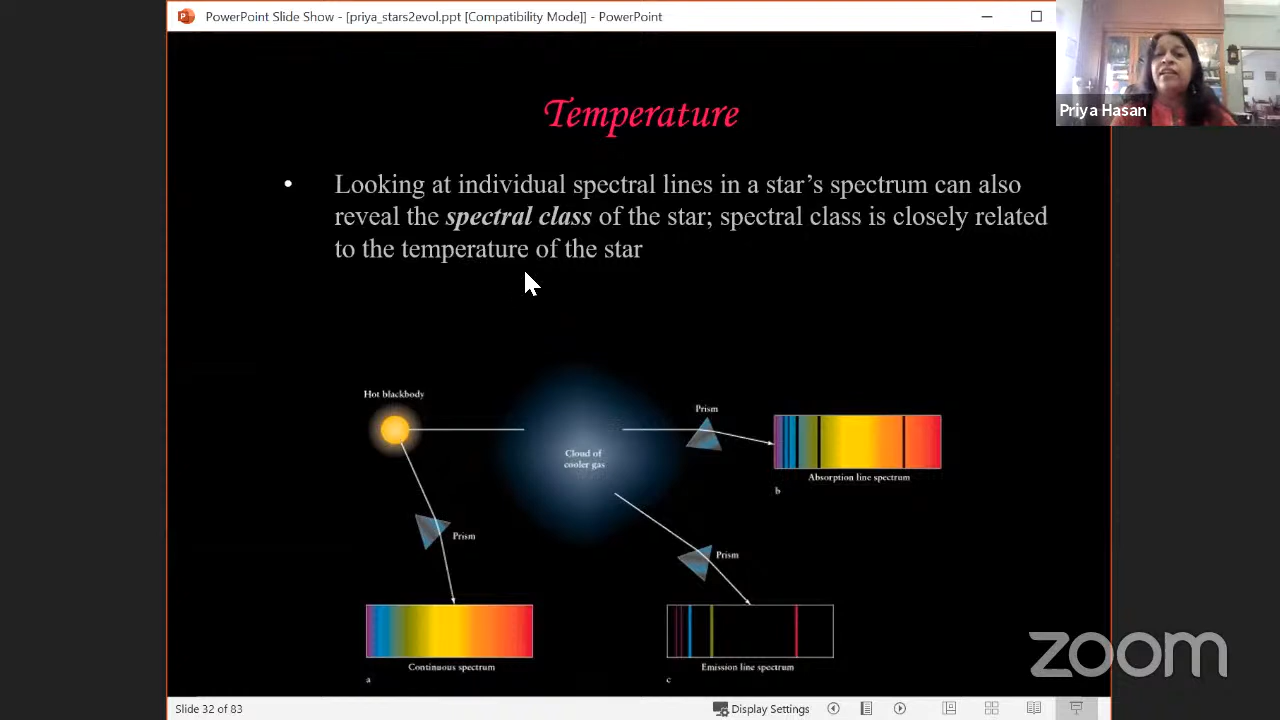 PowerPoint Slide Show - [priya_stars2evol.ppt [Compatibility Mode]] - PowerPoint
Priya Hasan
Temperature
• Looking at individual spectral lines in a star’s spectrum can also
reveal the spectral class of the star; spectral class is closely related
to the temperature of the star
Hot blackbody
Prism
Cloud of
cooler gas
Absorption line spectrum
b
Prism
Prism
Continuous spectrum
a
Emission line spectrum
c
zoom
Slide 32 of 83
Display Settings